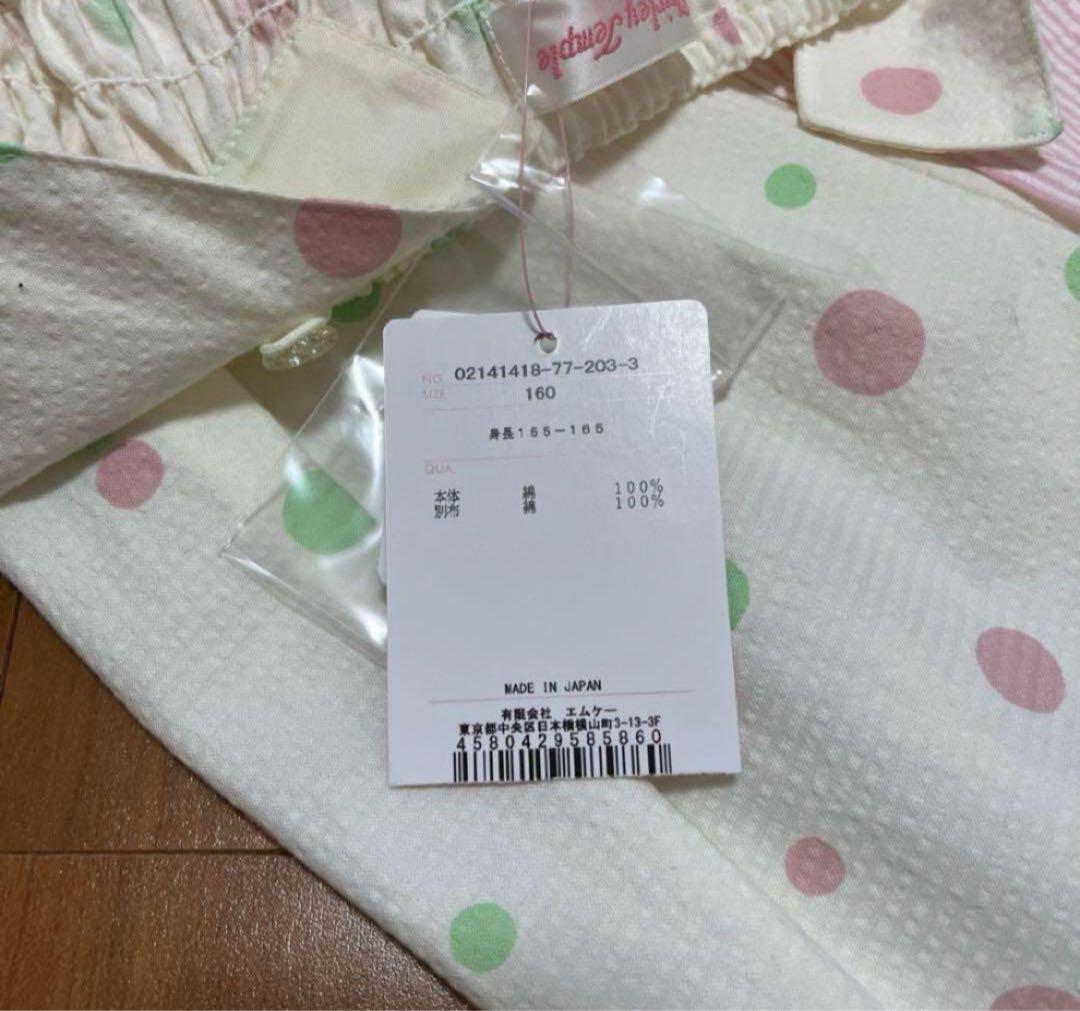 Shirley Temple
NO. 02141418-77-203-3
SIZE 160
身長155-165
QUA.
本体 綿 100%
別布 綿 100%
MADE IN JAPAN
有限会社 エムケー
東京都中央区日本橋横山町3-13-3F
4580429585860